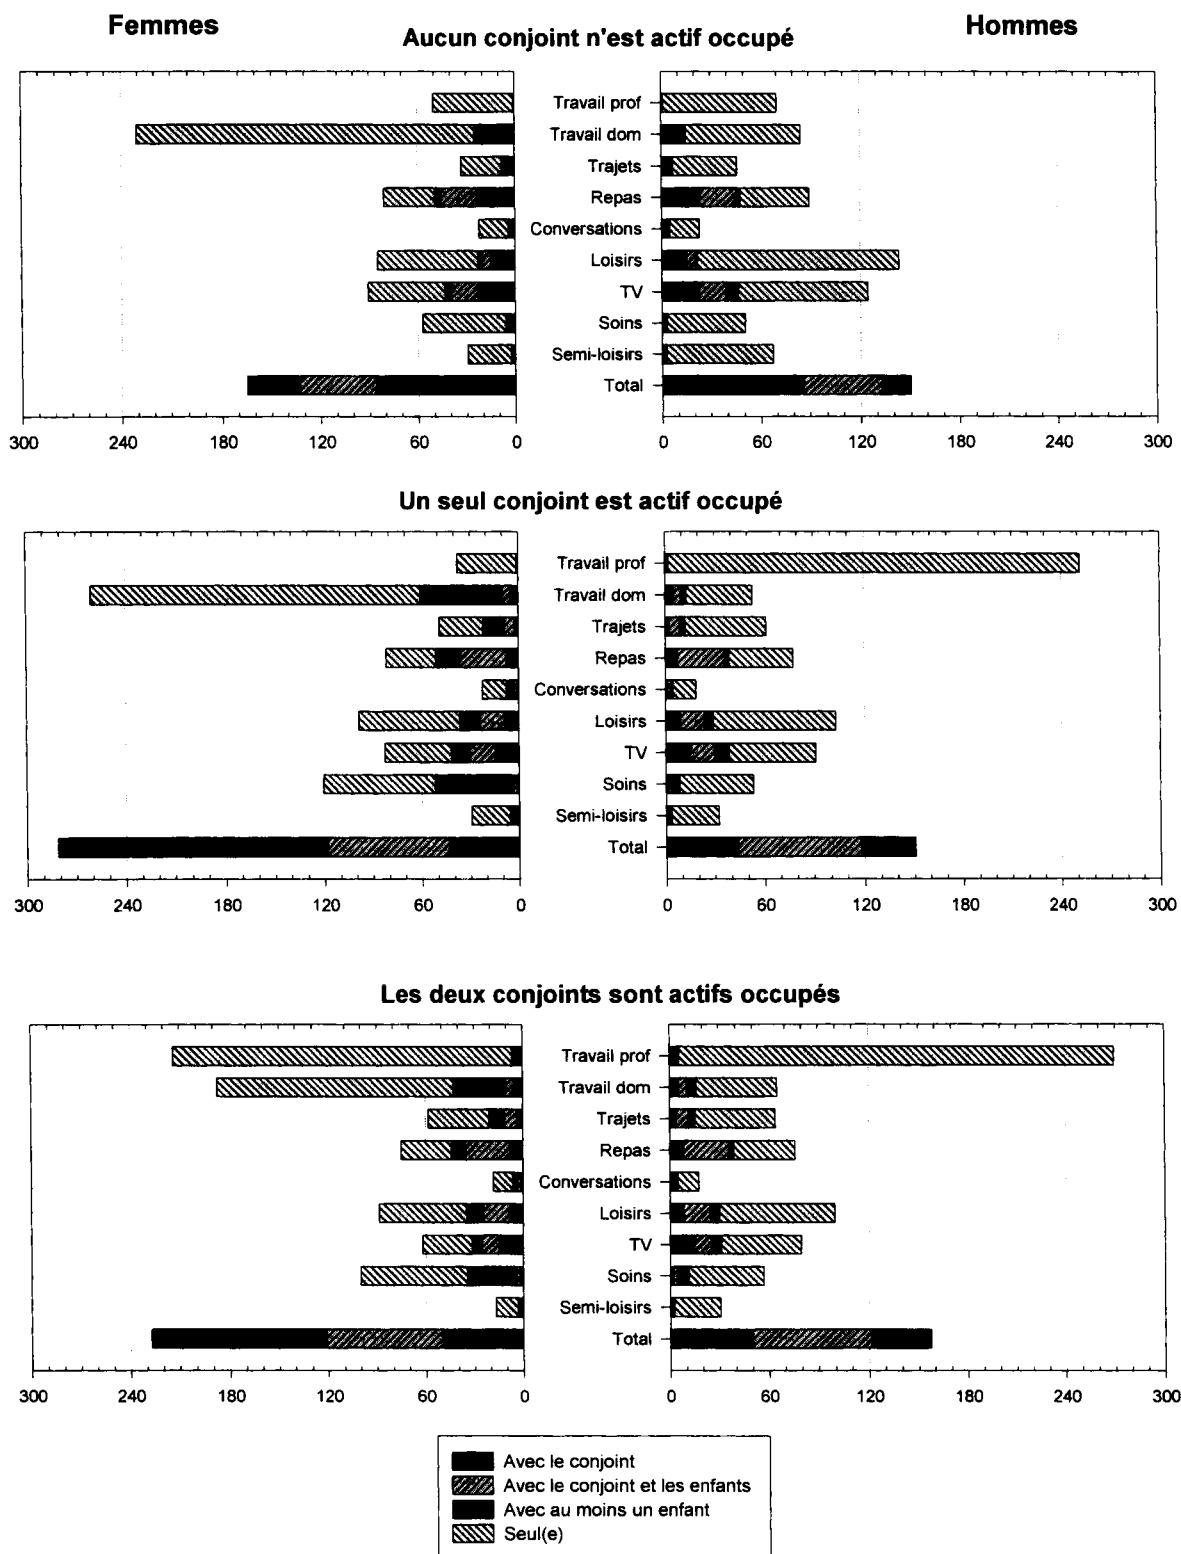 Femmes
Hommes
Aucun conjoint n'est actif occupé
Travail prof
Travail dom
Trajets
Repas
Conversations
Loisirs
TV
Soins
Semi-loisirs
Total
300 240 180 120 60 0
0 60 120 180 240 300
Un seul conjoint est actif occupé
Travail prof
Travail dom
Trajets
Repas
Conversations
Loisirs
TV
Soins
Semi-loisirs
Total
300 240 180 120 60 0
0 60 120 180 240 300
Les deux conjoints sont actifs occupés
Travail prof
Travail dom
Trajets
Repas
Conversations
Loisirs
TV
Soins
Semi-loisirs
Total
300 240 180 120 60 0
0 60 120 180 240 300
Avec le conjoint
Avec le conjoint et les enfants
Avec au moins un enfant
Seul(e)